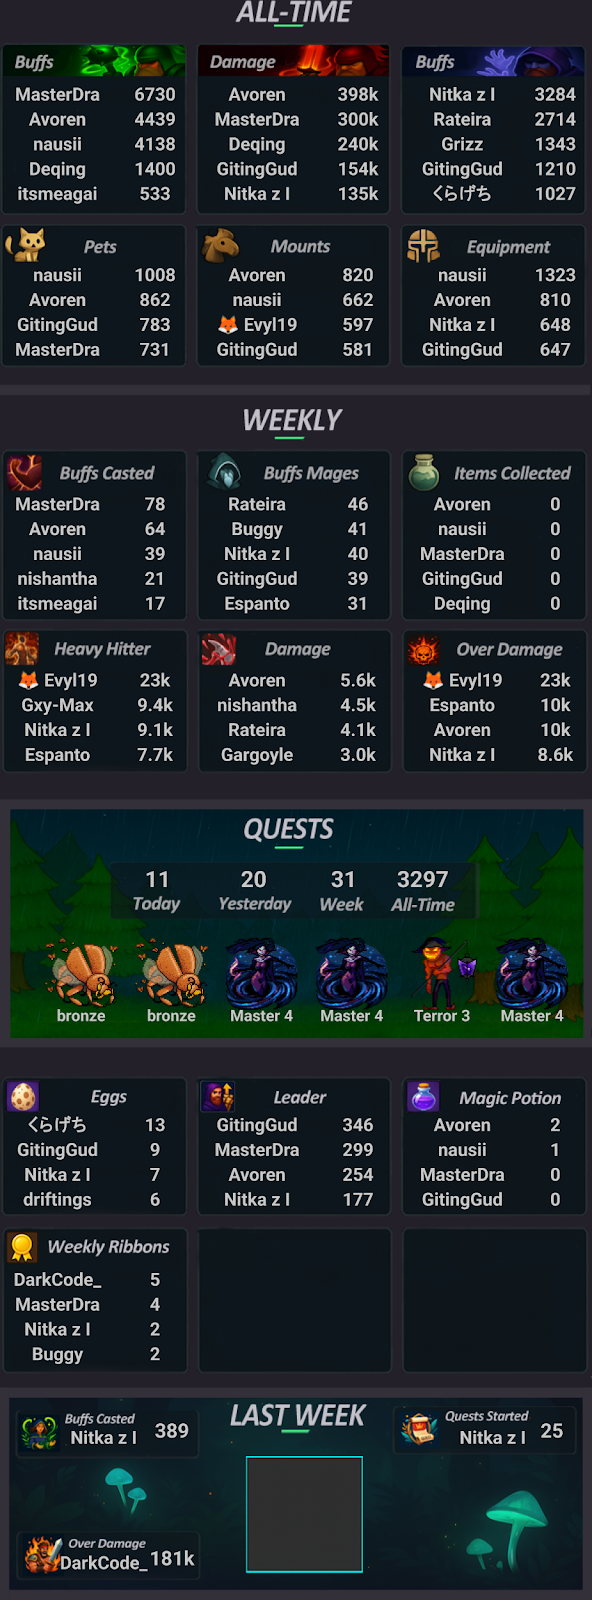 ALL-TIME
Buffs
MasterDra 6730
Avoren 4439
nausii 4138
Deqing 1400
itsmeagai 533
Damage
Avoren 398k
MasterDra 300k
Deqing 240k
GitingGud 154k
Nitka z l 135k
Buffs
Nitka z l 3284
Rateira 2714
Grizz 1343
GitingGud 1210
くらげち 1027
Pets
nausii 1008
Avoren 862
GitingGud 783
MasterDra 731
Mounts
Avoren 820
nausii 662
🦊 Evyl19 597
GitingGud 581
Equipment
nausii 1323
Avoren 810
Nitka z l 648
GitingGud 647
WEEKLY
Buffs Casted
MasterDra 78
Avoren 64
nausii 39
nishantha 21
itsmeagai 17
Buffs Mages
Rateira 46
Buggy 41
Nitka z l 40
GitingGud 39
Espanto 31
Items Collected
Avoren 0
nausii 0
MasterDra 0
GitingGud 0
Deqing 0
Heavy Hitter
🦊 Evyl19 23k
Gxy-Max 9.4k
Nitka z l 9.1k
Espanto 7.7k
Damage
Avoren 5.6k
nishantha 4.5k
Rateira 4.1k
Gargoyle 3.0k
Over Damage
🦊 Evyl19 23k
Espanto 10k
Avoren 10k
Nitka z l 8.6k
QUESTS
11 20 31 3297
Today Yesterday Week All-Time
bronze bronze Master 4 Master 4 Terror 3 Master 4
Eggs
くらげち 13
GitingGud 9
Nitka z l 7
driftings 6
Leader
GitingGud 346
MasterDra 299
Avoren 254
Nitka z l 177
Magic Potion
Avoren 2
nausii 1
MasterDra 0
GitingGud 0
Weekly Ribbons
DarkCode_ 5
MasterDra 4
Nitka z l 2
Buggy 2
LAST WEEK
Buffs Casted
Nitka z l 389
Quests Started
Nitka z l 25
Over Damage
DarkCode_ 181k